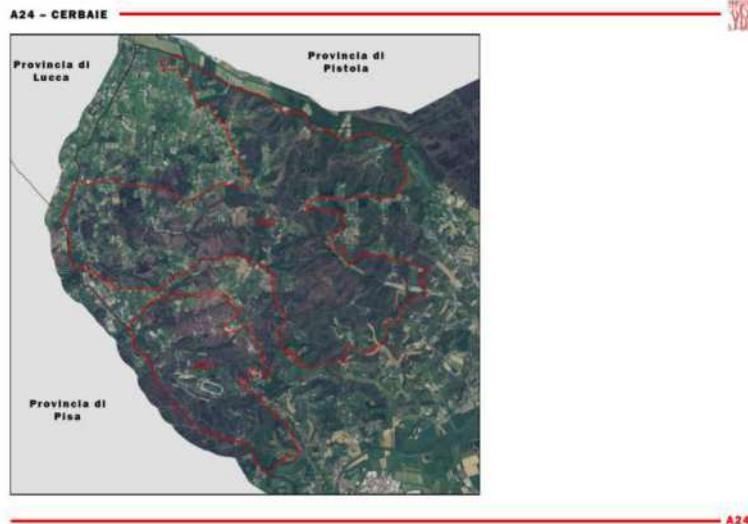 A24 – CERBAIE
Provincia di
Lucca
Provincia di
Pistoia
Provincia di
Pisa
A24